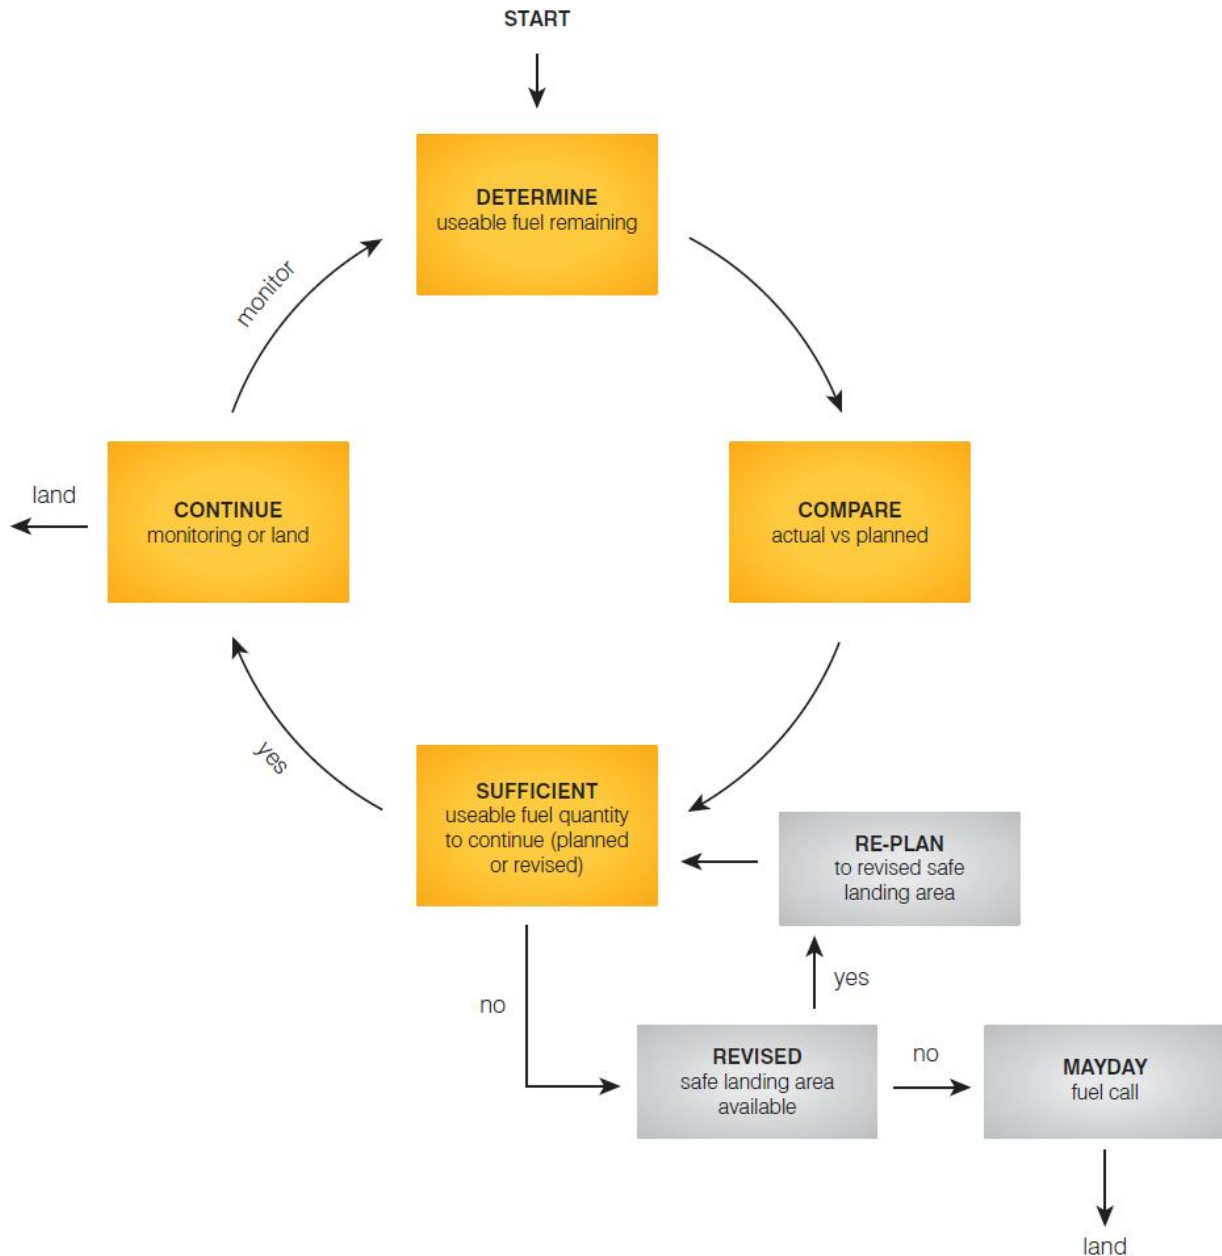 START
DETERMINE
useable fuel remaining
monitor
land
CONTINUE
monitoring or land
COMPARE
actual vs planned
yes
SUFFICIENT
useable fuel quantity
to continue (planned
or revised)
RE-PLAN
to revised safe
landing area
yes
no
REVISED
safe landing area
available
no
MAYDAY
fuel call
land